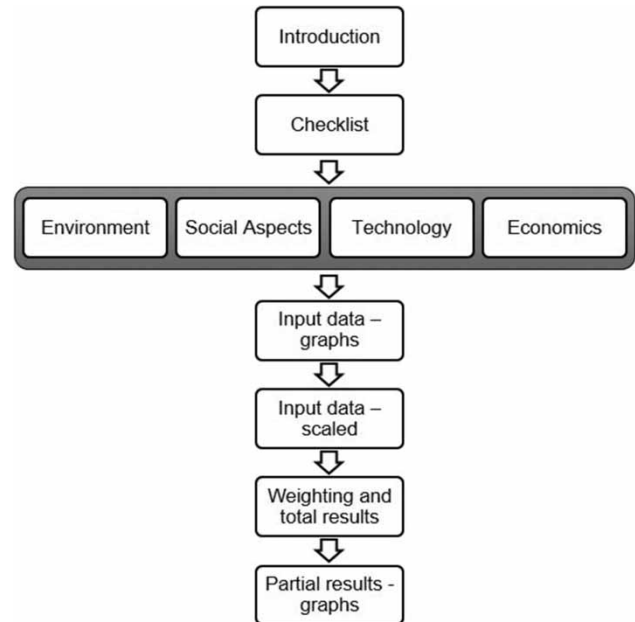 Introduction
Checklist
Environment
Social Aspects
Technology
Economics
Input data –
graphs
Input data –
scaled
Weighting and
total results
Partial results -
graphs